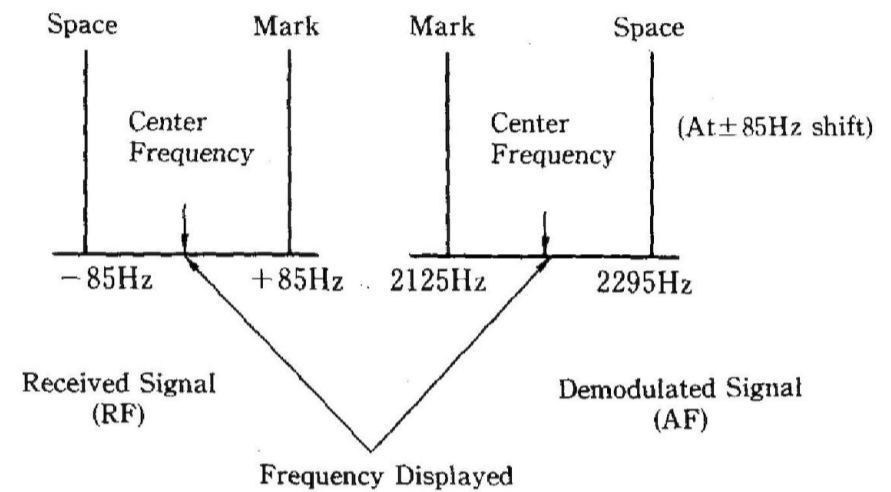 Space Mark Mark Space
Center
Frequency
Center
Frequency
(At±85Hz shift)
−85Hz +85Hz 2125Hz 2295Hz
Received Signal
(RF)
Demodulated Signal
(AF)
Frequency Displayed